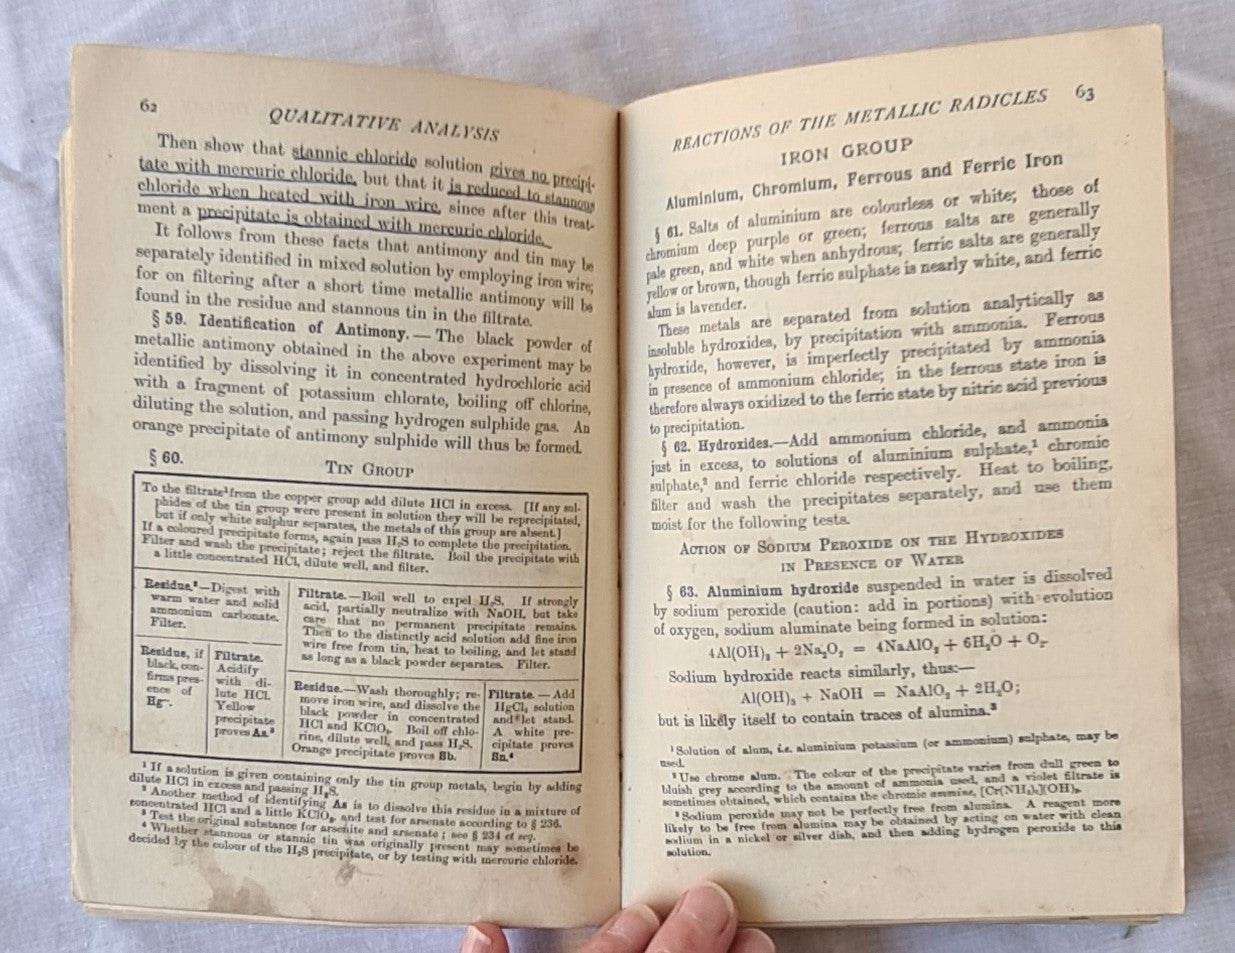 62
QUALITATIVE ANALYSIS
Then show that stannic chloride solution gives no precipi-
tate with mercuric chloride, but that it is reduced to stannous
chloride when heated with iron wire, since after this treat-
ment a precipitate is obtained with mercuric chloride.
It follows from these facts that antimony and tin may be
separately identified in mixed solution by employing iron wire;
for on filtering after a short time metallic antimony will be
found in the residue and stannous tin in the filtrate.
§ 59. Identification of Antimony. — The black powder of
metallic antimony obtained in the above experiment may be
identified by dissolving it in concentrated hydrochloric acid
with a fragment of potassium chlorate, boiling off chlorine,
diluting the solution, and passing hydrogen sulphide gas. An
orange precipitate of antimony sulphide will thus be formed.
§ 60.
TIN GROUP
To the filtrate¹ from the copper group add dilute HCl in excess. [If any sul-
phides of the tin group were present in solution they will be reprecipitated,
but if only white sulphur separates, the metals of this group are absent.]
If a coloured precipitate forms, again pass H₂S to complete the precipitation.
Filter and wash the precipitate; reject the filtrate. Boil the precipitate with
a little concentrated HCl, dilute well, and filter.
Residue.²—Digest with
warm water and solid
ammonium carbonate.
Filter.
Filtrate.—Boil well to expel H₂S. If strongly
acid, partially neutralize with NaOH, but take
care that no permanent precipitate remains.
Then to the distinctly acid solution add fine iron
wire free from tin, heat to boiling, and let stand
as long as a black powder separates. Filter.
Residue, if
black, con-
firms pres-
ence of
Hg··.
Filtrate.
Acidify
with di-
lute HCl.
Yellow
precipitate
proves As.³
Residue.—Wash thoroughly; re-
move iron wire, and dissolve the
black powder in concentrated
HCl and KClO₃. Boil off chlo-
rine, dilute well, and pass H₂S.
Orange precipitate proves Sb.
Filtrate. — Add
HgCl₂ solution
and let stand.
A white pre-
cipitate proves
Sn.⁴
¹ If a solution is given containing only the tin group metals, begin by adding
dilute HCl in excess and passing H₂S.
² Another method of identifying As is to dissolve this residue in a mixture of
concentrated HCl and a little KClO₃, and test for arsenate according to § 236.
³ Test the original substance for arsenite and arsenate; see § 234 et seq.
⁴ Whether stannous or stannic tin was originally present may sometimes be
decided by the colour of the H₂S precipitate, or by testing with mercuric chloride.
REACTIONS OF THE METALLIC RADICLES 63
IRON GROUP
Aluminium, Chromium, Ferrous and Ferric Iron
§ 61. Salts of aluminium are colourless or white; those of
chromium deep purple or green; ferrous salts are generally
pale green, and white when anhydrous; ferric salts are generally
yellow or brown, though ferric sulphate is nearly white, and ferric
alum is lavender.
These metals are separated from solution analytically as
insoluble hydroxides, by precipitation with ammonia. Ferrous
hydroxide, however, is imperfectly precipitated by ammonia
in presence of ammonium chloride; in the ferrous state iron is
therefore always oxidized to the ferric state by nitric acid previous
to precipitation.
§ 62. Hydroxides.—Add ammonium chloride, and ammonia
just in excess, to solutions of aluminium sulphate,¹ chromic
sulphate,² and ferric chloride respectively. Heat to boiling,
filter and wash the precipitates separately, and use them
moist for the following tests.
ACTION OF SODIUM PEROXIDE ON THE HYDROXIDES
IN PRESENCE OF WATER
§ 63. Aluminium hydroxide suspended in water is dissolved
by sodium peroxide (caution: add in portions) with evolution
of oxygen, sodium aluminate being formed in solution:
4Al(OH)₃ + 2Na₂O₂ = 4NaAlO₂ + 6H₂O + O₂.
Sodium hydroxide reacts similarly, thus:—
Al(OH)₃ + NaOH = NaAlO₂ + 2H₂O;
but is likely itself to contain traces of alumina.³
¹ Solution of alum, i.e. aluminium potassium (or ammonium) sulphate, may be
used.
² Use chrome alum. The colour of the precipitate varies from dull green to
bluish grey according to the amount of ammonia used, and a violet filtrate is
sometimes obtained, which contains the chromic ammine, [Cr(NH₃)₆](OH)₃.
³ Sodium peroxide may not be perfectly free from alumina. A reagent more
likely to be free from alumina may be obtained by acting on water with clean
sodium in a nickel or silver dish, and then adding hydrogen peroxide to this
solution.